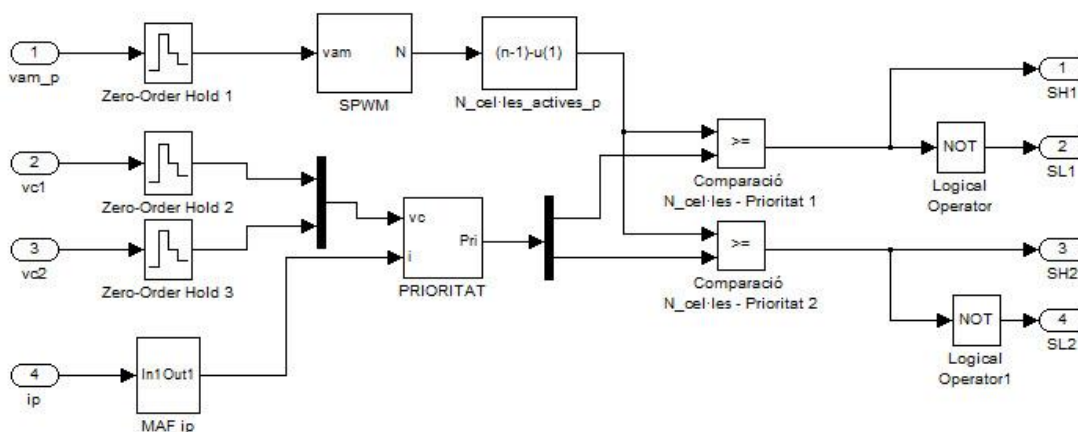 1
vam_p
Zero-Order Hold 1
vam
N
SPWM
(n-1)-u(1)
N_cel·les_actives_p
2
vc1
Zero-Order Hold 2
3
vc2
Zero-Order Hold 3
vc
i
Pri
PRIORITAT
4
ip
In1
Out1
MAF ip
>=
Comparació
N_cel·les - Prioritat 1
>=
Comparació
N_cel·les - Prioritat 2
1
SH1
NOT
Logical
Operator
2
SL1
3
SH2
NOT
Logical
Operator1
4
SL2